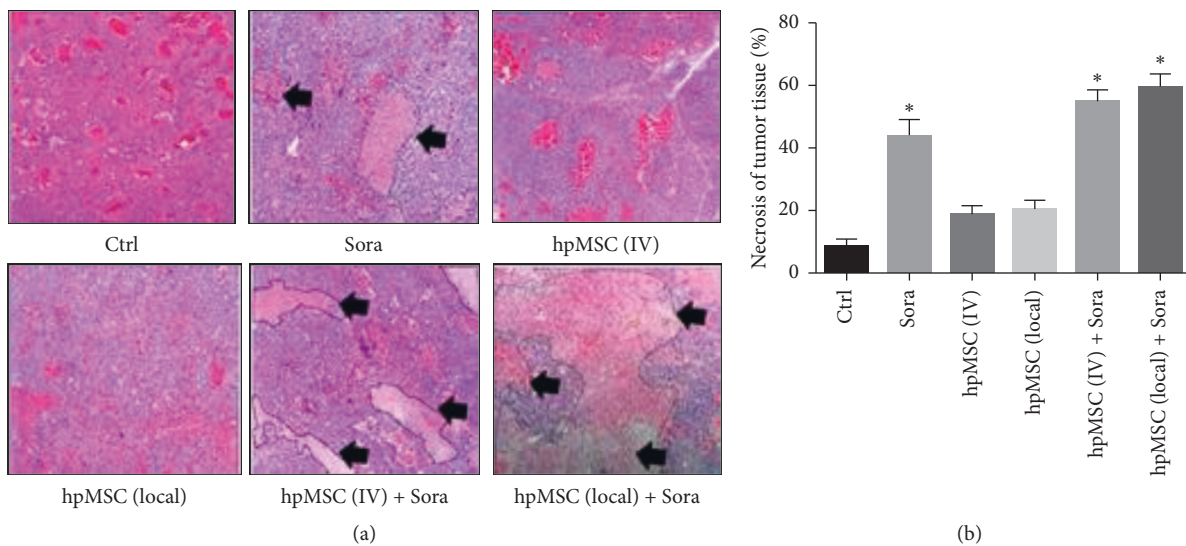 Ctrl
Sora
hpMSC (IV)
hpMSC (local)
hpMSC (IV) + Sora
hpMSC (local) + Sora
(a)
Necrosis of tumor tissue (%)
80
60
40
20
0
*
*
*
Ctrl
Sora
hpMSC (IV)
hpMSC (local)
hpMSC (IV) + Sora
hpMSC (local) + Sora
(b)